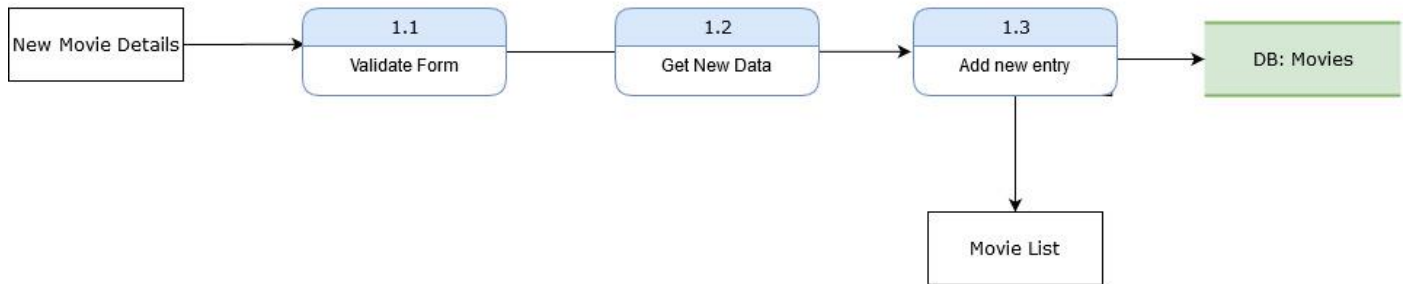 New Movie Details
1.1
Validate Form
1.2
Get New Data
1.3
Add new entry
DB: Movies
Movie List